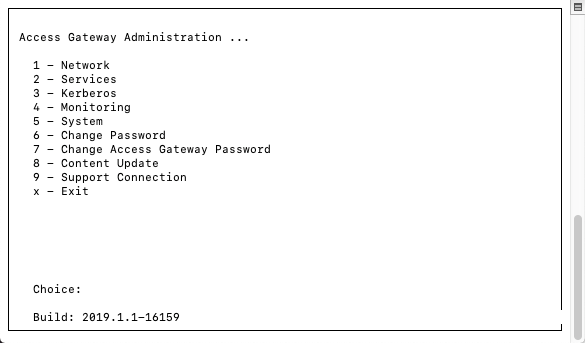 Access Gateway Administration ...
1 – Network
2 – Services
3 – Kerberos
4 – Monitoring
5 – System
6 – Change Password
7 – Change Access Gateway Password
8 – Content Update
9 – Support Connection
x – Exit
Choice:
Build: 2019.1.1–16159